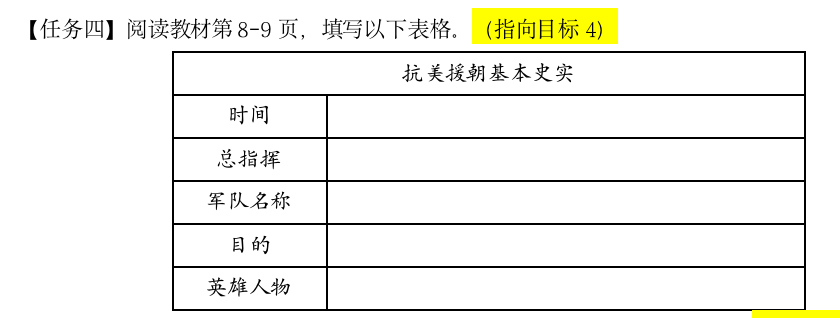 【任务四】阅读教材第 8-9 页，填写以下表格。（指向目标 4）
抗美援朝基本史实
时间
总指挥
军队名称
目的
英雄人物